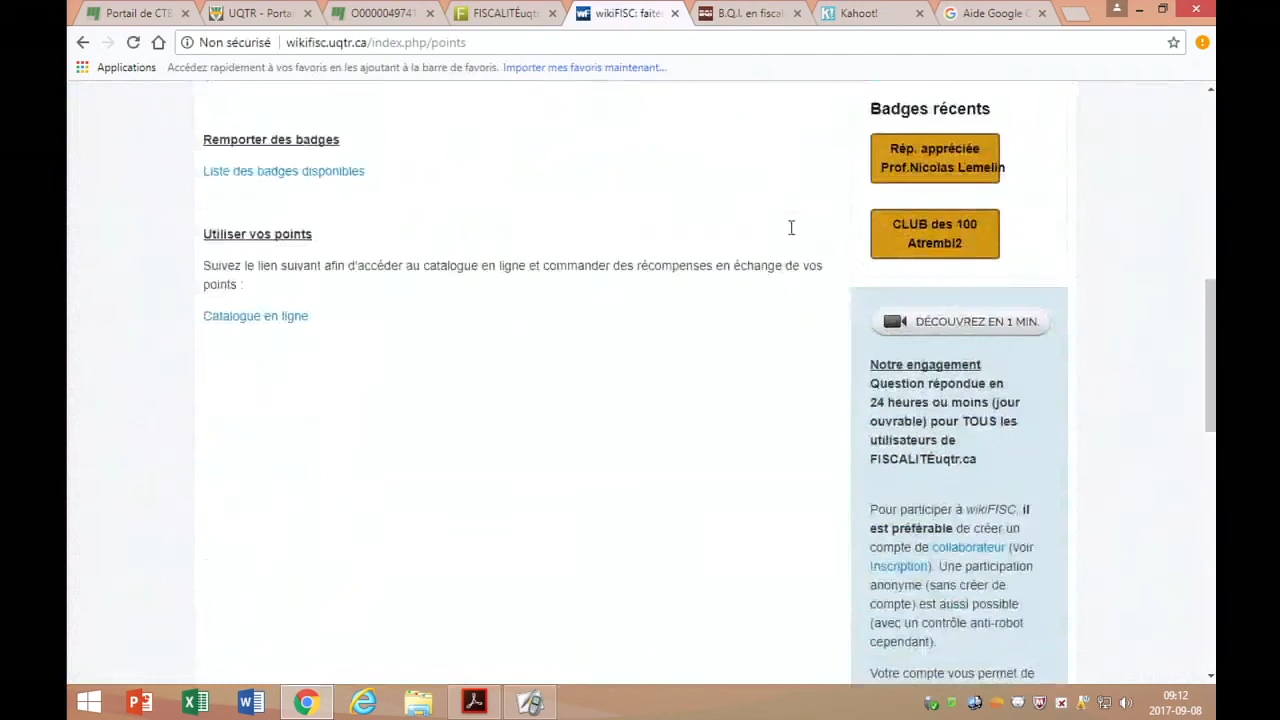 Portail de CTB
UQTR - Porta
O0000049741
FISCALITÉuqtr
wikiFISC: faite
B.Q.I. en fiscal
Kahoot!
Aide Google C
Non sécurisé
wikifisc.uqtr.ca/index.php/points
Applications
Accédez rapidement à vos favoris en les ajoutant à la barre de favoris. Importer mes favoris maintenant...
Remporter des badges
Liste des badges disponibles
Utiliser vos points
Suivez le lien suivant afin d'accéder au catalogue en ligne et commander des récompenses en échange de vos
points :
Catalogue en ligne
Badges récents
Rép. appréciée
Prof.Nicolas Lemelin
CLUB des 100
Atrembl2
DÉCOUVREZ EN 1 MIN.
Notre engagement
Question répondue en
24 heures ou moins (jour
ouvrable) pour TOUS les
utilisateurs de
FISCALITÉuqtr.ca
Pour participer à wikiFISC, il
est préférable de créer un
compte de collaborateur (voir
Inscription). Une participation
anonyme (sans créer de
compte) est aussi possible
(avec un contrôle anti-robot
cependant).
Votre compte vous permet de
09:12
2017-09-08